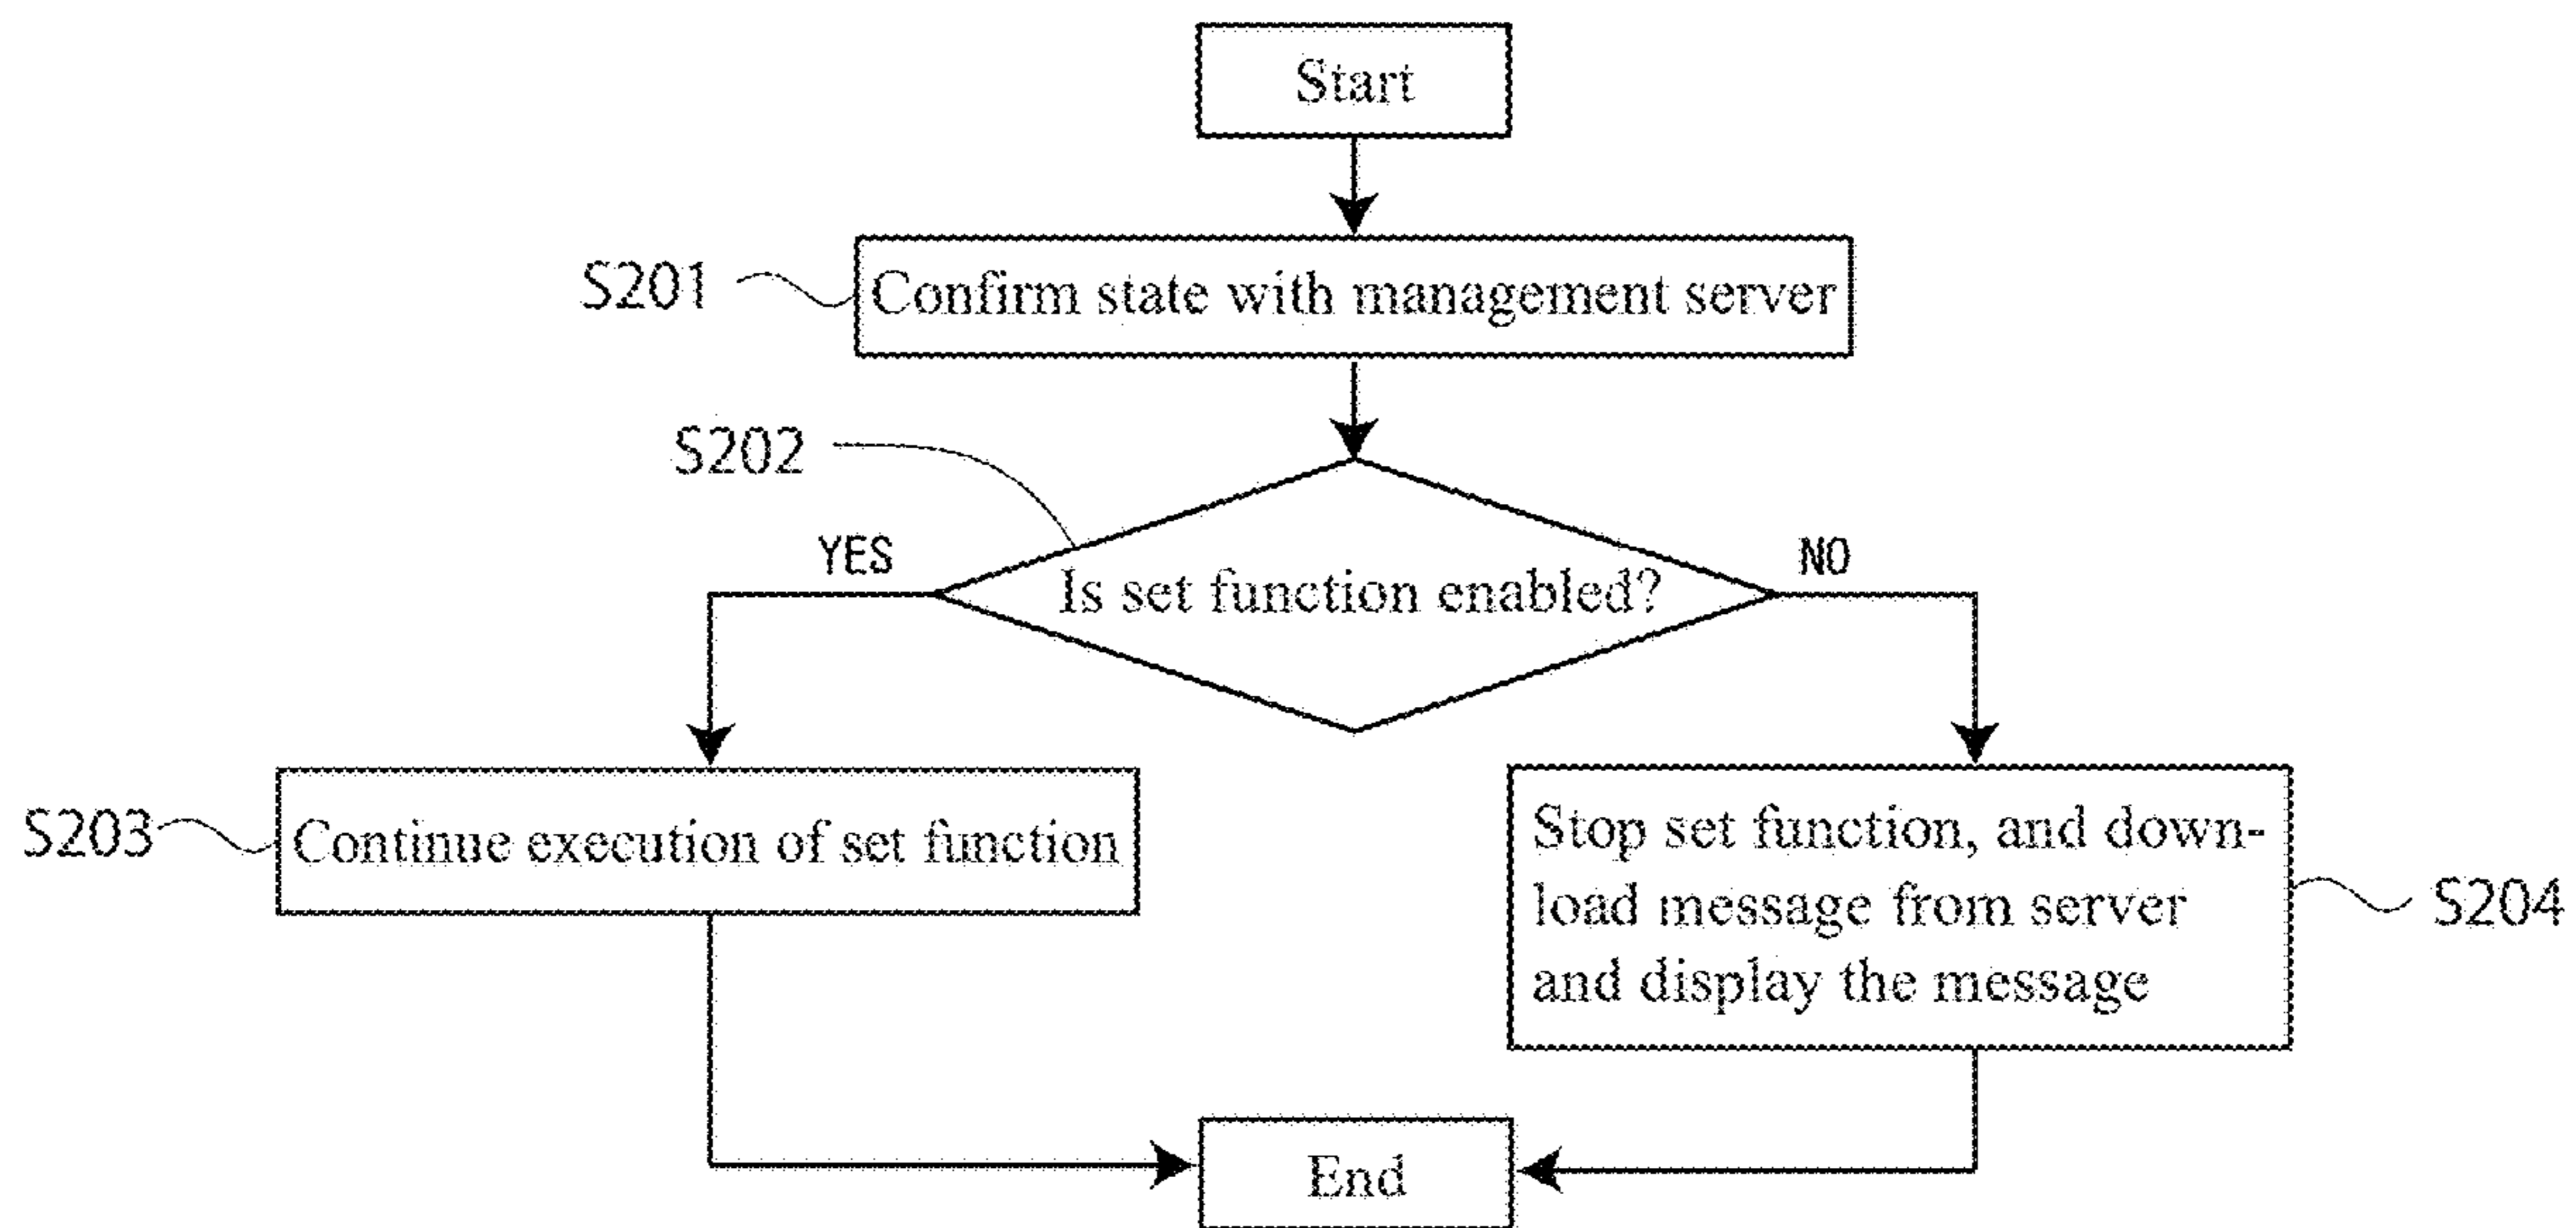 Start
S201
Confirm state with management server
S202
YES
NO
Is set function enabled?
S203
Continue execution of set function
Stop set function, and down-
load message from server
and display the message
S204
End